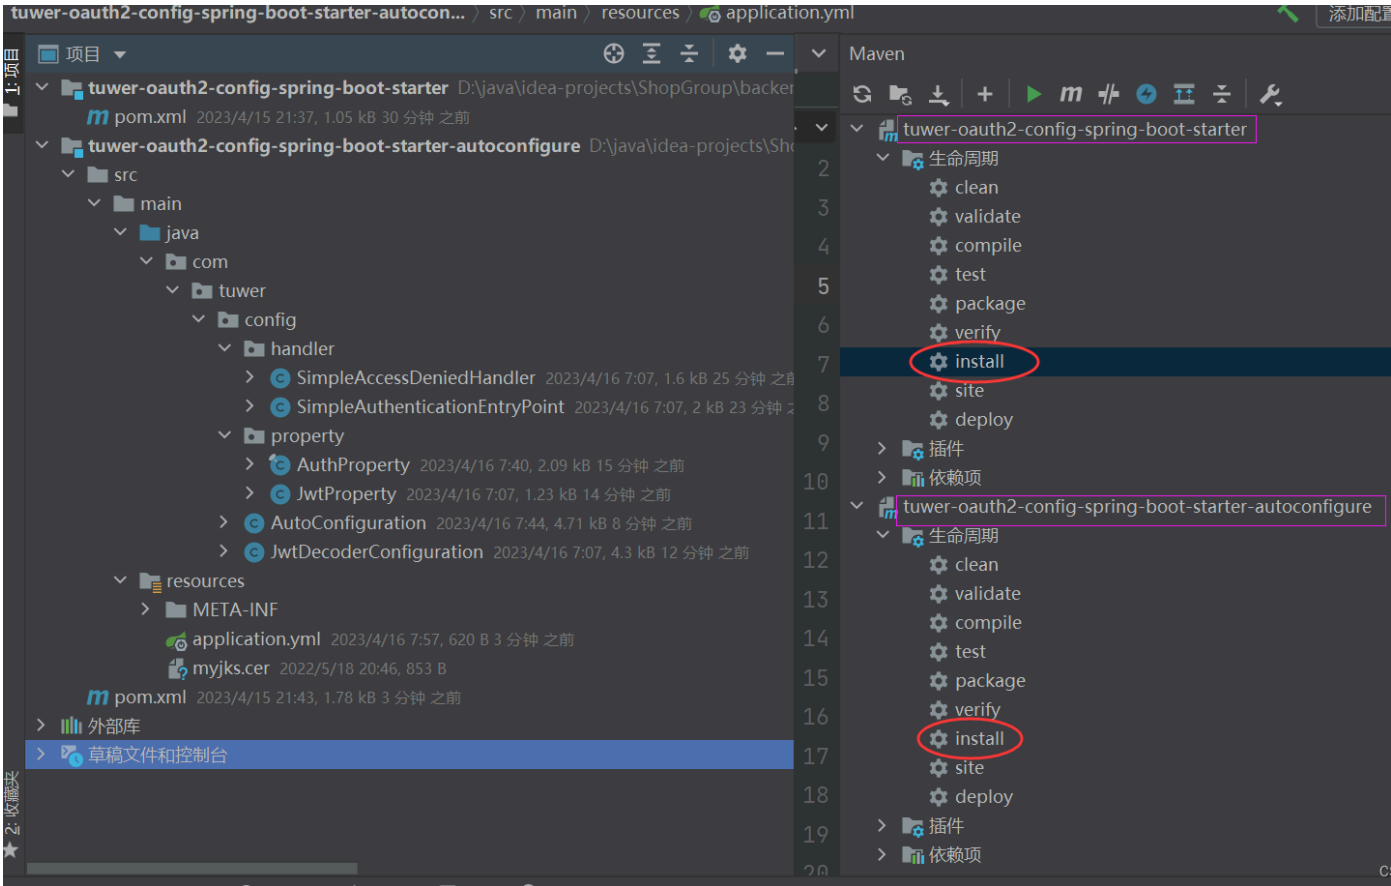 tuwer-oauth2-config-spring-boot-starter-autocon... 〉 src 〉 main 〉 resources 〉 application.yml
添加配置
1: 项目
项目
tuwer-oauth2-config-spring-boot-starter D:\java\idea-projects\ShopGroup\backer
pom.xml 2023/4/15 21:37, 1.05 kB 30 分钟 之前
tuwer-oauth2-config-spring-boot-starter-autoconfigure D:\java\idea-projects\Sho
src
main
java
com
tuwer
config
handler
SimpleAccessDeniedHandler 2023/4/16 7:07, 1.6 kB 25 分钟 之前
SimpleAuthenticationEntryPoint 2023/4/16 7:07, 2 kB 23 分钟
property
AuthProperty 2023/4/16 7:40, 2.09 kB 15 分钟 之前
JwtProperty 2023/4/16 7:07, 1.23 kB 14 分钟 之前
AutoConfiguration 2023/4/16 7:44, 4.71 kB 8 分钟 之前
JwtDecoderConfiguration 2023/4/16 7:07, 4.3 kB 12 分钟 之前
resources
META-INF
application.yml 2023/4/16 7:57, 620 B 3 分钟 之前
myjks.cer 2022/5/18 20:46, 853 B
pom.xml 2023/4/15 21:43, 1.78 kB 3 分钟 之前
外部库
草稿文件和控制台
2: 收藏夹
2
3
4
5
6
7
8
9
10
11
12
13
14
15
16
17
18
19
20
Maven
tuwer-oauth2-config-spring-boot-starter
生命周期
clean
validate
compile
test
package
verify
install
site
deploy
插件
依赖项
tuwer-oauth2-config-spring-boot-starter-autoconfigure
生命周期
clean
validate
compile
test
package
verify
install
site
deploy
插件
依赖项